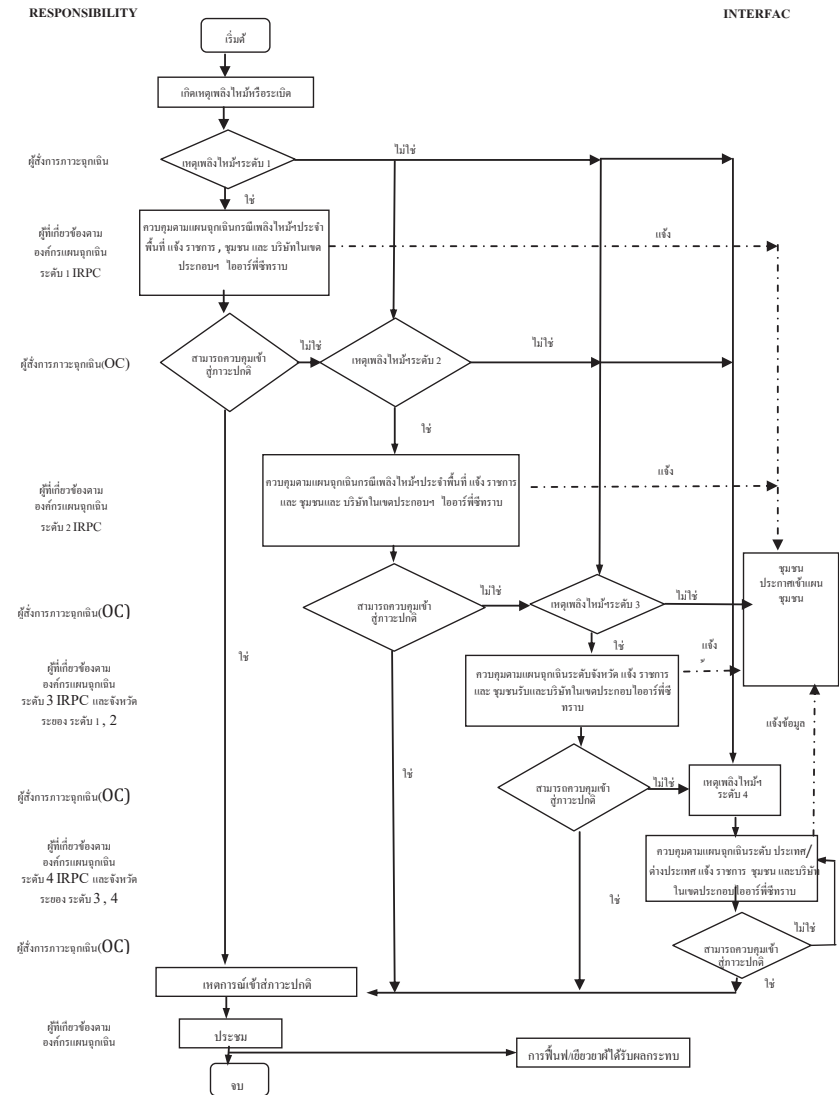 RESPONSIBILITY
INTERFAC
เริ่มต้
เกิดเหตุเพลิงไหม้หรือระเบิด
ผู้สั่งการภาวะฉุกเฉิน
เหตุเพลิงไหม้ฯระดับ 1
ไม่ใช่
ใช่
ผู้ที่เกี่ยวข้องตาม
องค์กรแผนฉุกเฉิน
ระดับ 1 IRPC
ควบคุมตามแผนฉุกเฉินกรณีเพลิงไหม้ฯประจำ
พื้นที่ แจ้ง ราชการ , ชุมชน และ บริษัทในเขต
ประกอบฯ ไออาร์พีซีทราบ
แจ้ง
ผู้สั่งการภาวะฉุกเฉิน(OC)
สามารถควบคุมเข้า
สู่ภาวะปกติ
ไม่ใช่
เหตุเพลิงไหม้ฯระดับ 2
ไม่ใช่
ใช่
ผู้ที่เกี่ยวข้องตาม
องค์กรแผนฉุกเฉิน
ระดับ 2 IRPC
ควบคุมตามแผนฉุกเฉินกรณีเพลิงไหม้ฯประจำพื้นที่ แจ้ง ราชการ
และ ชุมชนและ บริษัทในเขตประกอบฯ ไออาร์พีซีทราบ
แจ้ง
ชุมชน
ประกาศเข้าแผน
ชุมชน
ผู้สั่งการภาวะฉุกเฉิน(OC)
สามารถควบคุมเข้า
สู่ภาวะปกติ
ไม่ใช่
เหตุเพลิงไหม้ฯระดับ 3
ไม่ใช่
ใช่
ใช่
แจ้ง
ผู้ที่เกี่ยวข้องตาม
องค์กรแผนฉุกเฉิน
ระดับ 3 IRPC และจังหวัด
ระยอง ระดับ 1 , 2
ควบคุมตามแผนฉุกเฉินระดับจังหวัด แจ้ง ราชการ
และ ชุมชนรับและบริษัทในเขตประกอบ ไออาร์พีซี
ทราบ
แจ้งข้อมูล
ใช่
ผู้สั่งการภาวะฉุกเฉิน(OC)
สามารถควบคุมเข้า
สู่ภาวะปกติ
ไม่ใช่
เหตุเพลิงไหม้ฯ
ระดับ 4
ผู้ที่เกี่ยวข้องตาม
องค์กรแผนฉุกเฉิน
ระดับ 4 IRPC และจังหวัด
ระยอง ระดับ 3 , 4
ควบคุมตามแผนฉุกเฉินระดับ ประเทศ/
ต่างประเทศ แจ้ง ราชการ ชุมชน และบริษัท
ในเขตประกอบไออาร์พีซีทราบ
ใช่
ไม่ใช่
ผู้สั่งการภาวะฉุกเฉิน(OC)
สามารถควบคุมเข้า
สู่ภาวะปกติ
ใช่
เหตการณ์เข้าสู่ภาวะปกติ
ผู้ที่เกี่ยวข้องตาม
องค์กรแผนฉุกเฉิน
ประชม
การฟื้นฟ/เยียวยาผ้ได้รับผลกระทบ
จบ